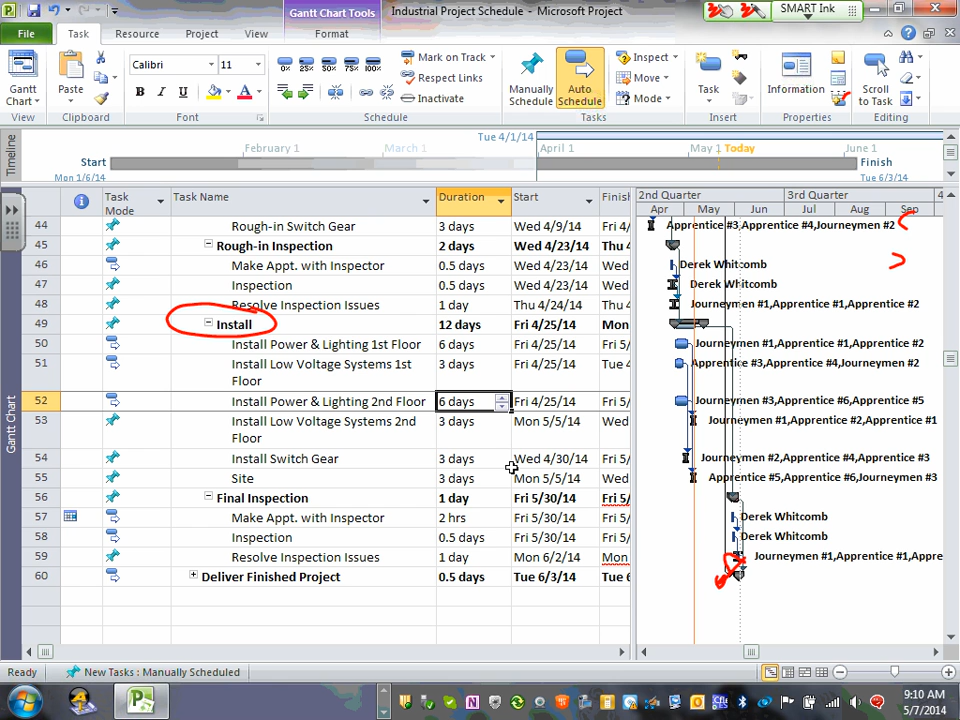 Gantt Chart Tools
Industrial Project Schedule - Microsoft Project
SMART Ink
File Task Resource Project View Format
Calibri 11
B I U A
0% 25% 50% 75% 100%
Gantt Chart
Paste
Mark on Track
Respect Links
Inactivate
Manually Schedule
Auto Schedule
Inspect
Move
Mode
Task
Information
Scroll to Task
View Clipboard Font Schedule Tasks Insert Properties Editing
Timeline
Tue 4/1/14
February 1 March 1 April 1 May 1 Today June 1
Start
Mon 1/6/14
Finish
Tue 6/3/14
Task Mode Task Name Duration Start Finish
2nd Quarter 3rd Quarter 4
Apr May Jun Jul Aug Sep
44 Rough-in Switch Gear 3 days Wed 4/9/14 Fri 4/ Apprentice #3,Apprentice #4,Journeymen #2
45 Rough-in Inspection 2 days Wed 4/23/14 Thu 4
46 Make Appt. with Inspector 0.5 days Wed 4/23/14 Wed Derek Whitcomb
47 Inspection 0.5 days Wed 4/23/14 Wed Derek Whitcomb
48 Resolve Inspection Issues 1 day Thu 4/24/14 Thu 4 Journeymen #1,Apprentice #1,Apprentice #2
49 Install 12 days Fri 4/25/14 Mon
50 Install Power & Lighting 1st Floor 6 days Fri 4/25/14 Fri 5/ Journeymen #1,Apprentice #1,Apprentice #2
51 Install Low Voltage Systems 1st 3 days Fri 4/25/14 Tue 4 Apprentice #3,Apprentice #4,Journeymen #2
Floor
52 Install Power & Lighting 2nd Floor 6 days Fri 4/25/14 Fri 5/ Journeymen #3,Apprentice #6,Apprentice #5
53 Install Low Voltage Systems 2nd 3 days Mon 5/5/14 Wed Journeymen #1,Apprentice #2,Apprentice #1
Floor
54 Install Switch Gear 3 days Wed 4/30/14 Fri 5/ Journeymen #2,Apprentice #4,Apprentice #3
55 Site 3 days Mon 5/5/14 Wed Apprentice #5,Apprentice #6,Journeymen #3
56 Final Inspection 1 day Fri 5/30/14 Fri 5/
57 Make Appt. with Inspector 2 hrs Fri 5/30/14 Fri 5/ Derek Whitcomb
58 Inspection 0.5 days Fri 5/30/14 Fri 5/ Derek Whitcomb
59 Resolve Inspection Issues 1 day Mon 6/2/14 Mon Journeymen #1,Apprentice #1,Appre
60 Deliver Finished Project 0.5 days Tue 6/3/14 Tue 6/
Gantt Chart
Ready New Tasks : Manually Scheduled
9:10 AM
5/7/2014